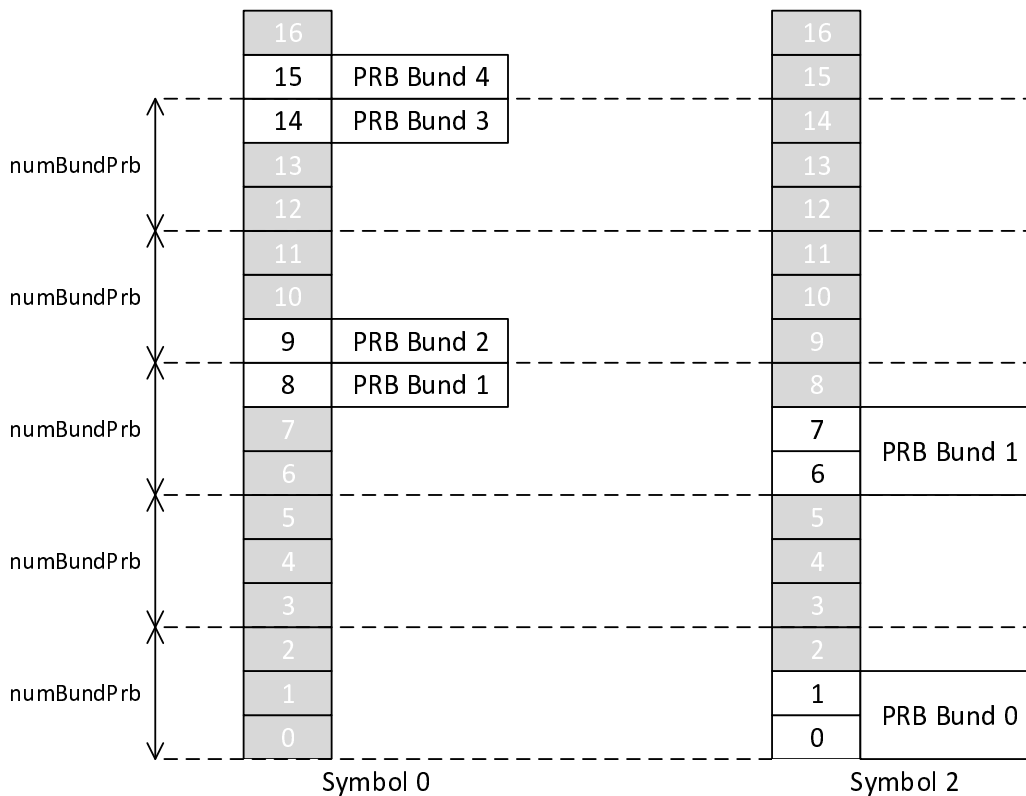 16 16
15 PRB Bund 4 15
14 PRB Bund 3 14
numBundPrb 13 13
12 12
11 11
numBundPrb 10 10
9 PRB Bund 2 9
8 PRB Bund 1 8
numBundPrb 7 7
PRB Bund 1
6 6
5 5
numBundPrb 4 4
3 3
2 2
numBundPrb 1 1
PRB Bund 0
0 0
Symbol 0 Symbol 2